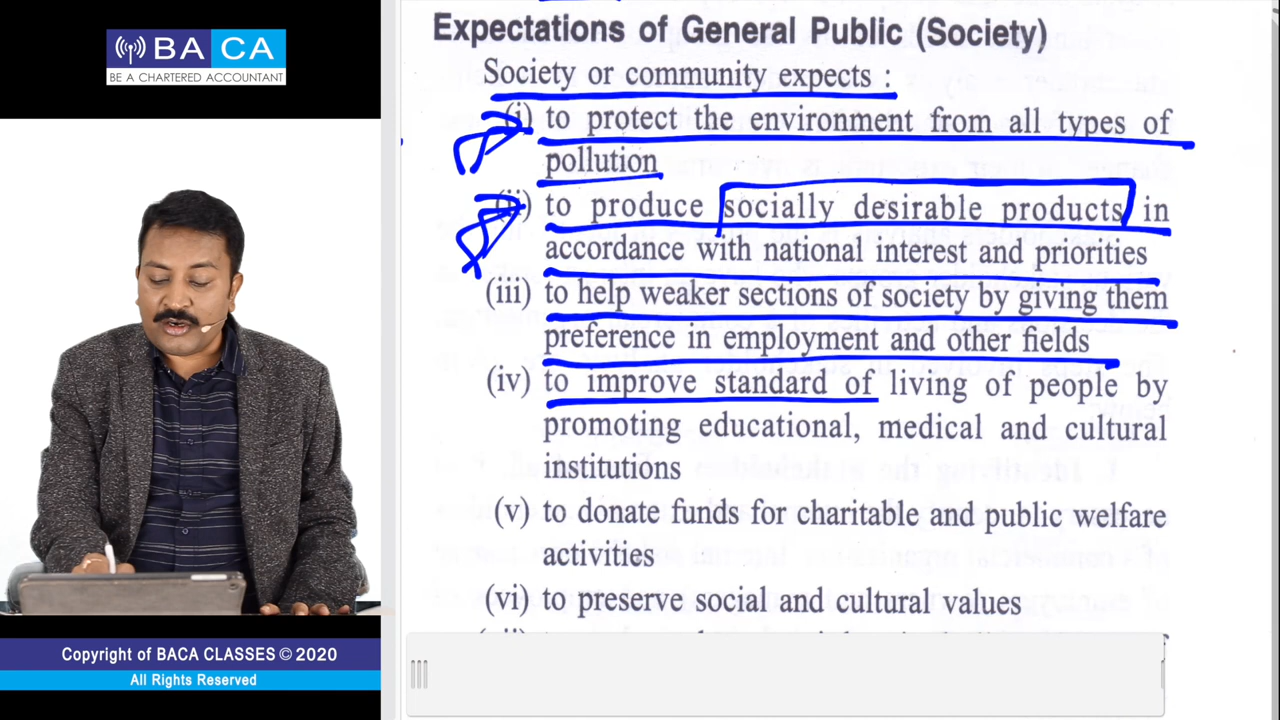 BACA
BE A CHARTERED ACCOUNTANT
Expectations of General Public (Society)
Society or community expects :
(i) to protect the environment from all types of
pollution
(ii) to produce socially desirable products in
accordance with national interest and priorities
(iii) to help weaker sections of society by giving them
preference in employment and other fields
(iv) to improve standard of living of people by
promoting educational, medical and cultural
institutions
(v) to donate funds for charitable and public welfare
activities
(vi) to preserve social and cultural values
Copyright of BACA CLASSES © 2020
All Rights Reserved